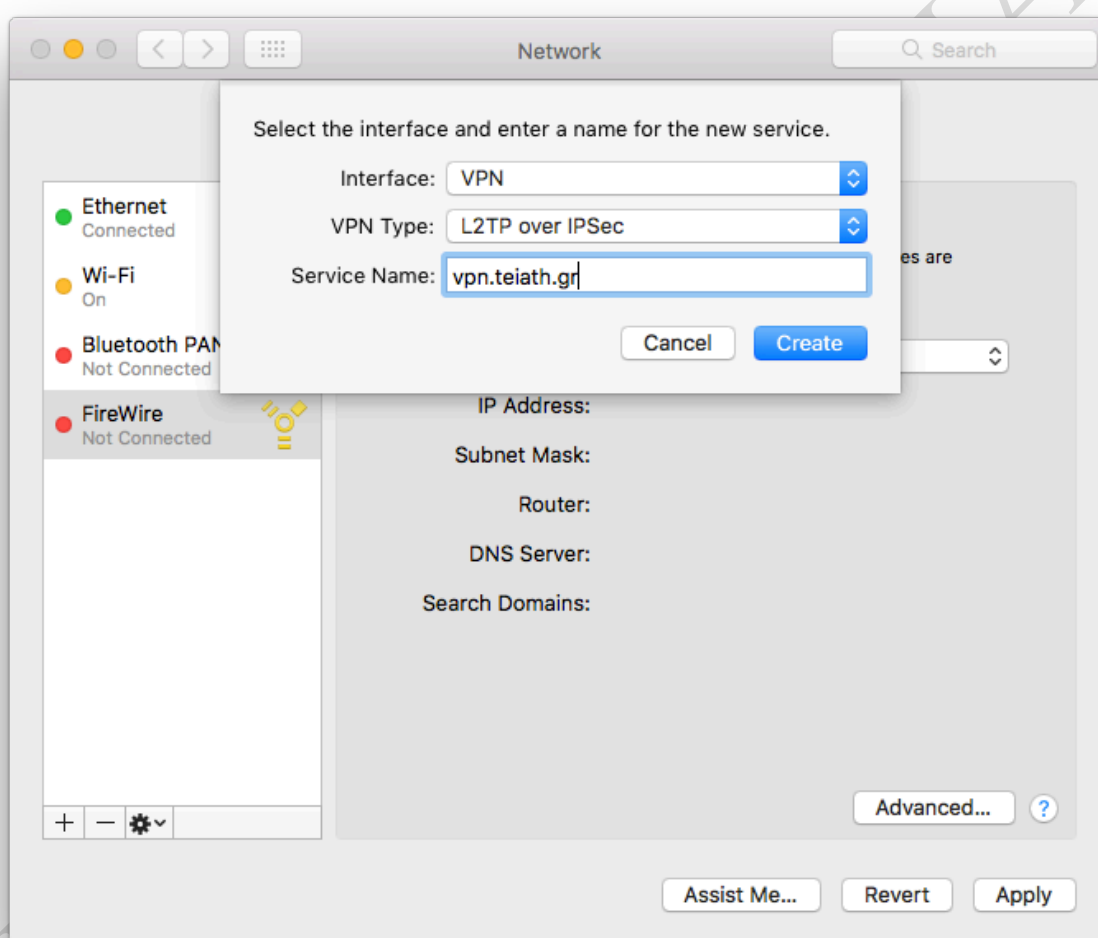 Network
Search
Select the interface and enter a name for the new service.
Interface: VPN
VPN Type: L2TP over IPSec
Service Name: vpn.teiath.gr
Cancel Create
Ethernet
Connected
Wi-Fi
On
Bluetooth PAN
Not Connected
FireWire
Not Connected
es are
IP Address:
Subnet Mask:
Router:
DNS Server:
Search Domains:
Advanced... ?
Assist Me... Revert Apply